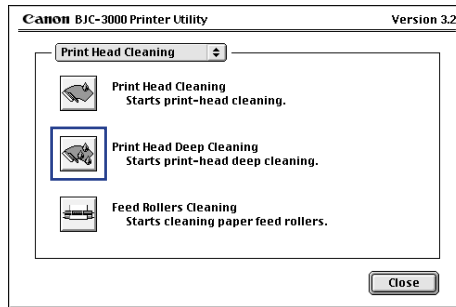 Canon BJC-3000 Printer Utility Version 3.2
Print Head Cleaning
Print Head Cleaning
Starts print-head cleaning.
Print Head Deep Cleaning
Starts print-head deep cleaning.
Feed Rollers Cleaning
Starts cleaning paper feed rollers.
Close